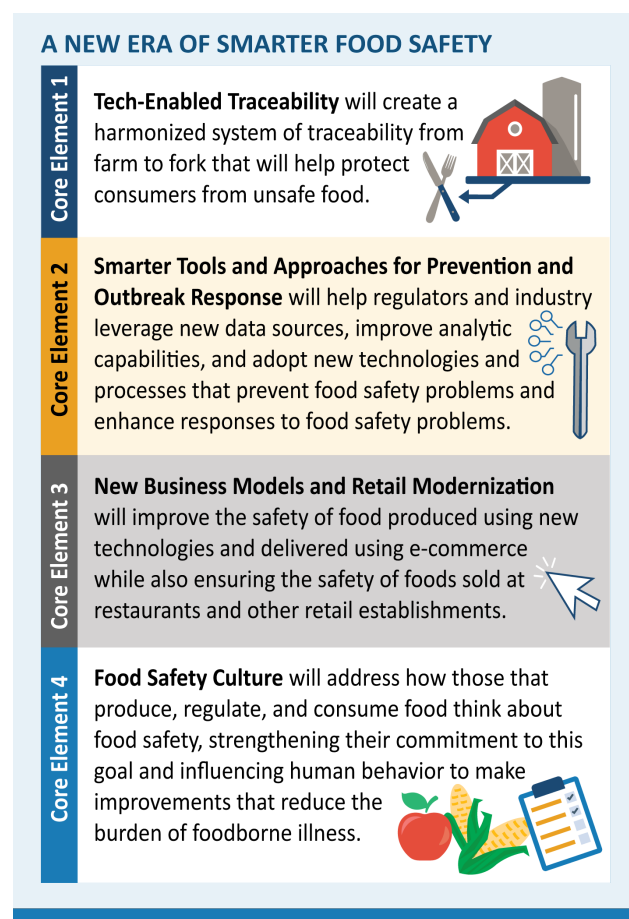 A NEW ERA OF SMARTER FOOD SAFETY
Core Element 1
Tech-Enabled Traceability will create a
harmonized system of traceability from
farm to fork that will help protect
consumers from unsafe food.
Core Element 2
Smarter Tools and Approaches for Prevention and
Outbreak Response will help regulators and industry
leverage new data sources, improve analytic
capabilities, and adopt new technologies and
processes that prevent food safety problems and
enhance responses to food safety problems.
Core Element 3
New Business Models and Retail Modernization
will improve the safety of food produced using new
technologies and delivered using e-commerce
while also ensuring the safety of foods sold at
restaurants and other retail establishments.
Core Element 4
Food Safety Culture will address how those that
produce, regulate, and consume food think about
food safety, strengthening their commitment to this
goal and influencing human behavior to make
improvements that reduce the
burden of foodborne illness.